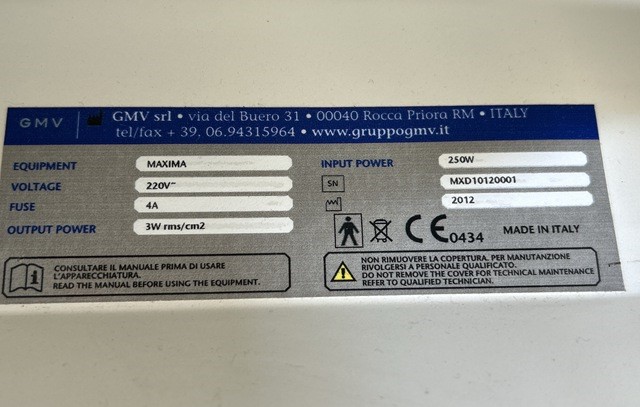 GMV GMV srl • via del Buero 31 • 00040 Rocca Priora RM • ITALY
tel/fax + 39. 06.94315964 • www.gruppogmv.it
EQUIPMENT MAXIMA
VOLTAGE 220V~
FUSE 4A
OUTPUT POWER 3W rms/cm2
INPUT POWER 250W
SN MXD10120001
2012
CE 0434 MADE IN ITALY
i CONSULTARE IL MANUALE PRIMA DI USARE
L'APPARECCHIATURA.
READ THE MANUAL BEFORE USING THE EQUIPMENT.
NON RIMUOVERE LA COPERTURA. PER MANUTANZIONE
RIVOLGERSI A PERSONALE QUALIFICATO.
DO NOT REMOVE THE COVER FOR TECHNICAL MAINTENANCE
REFER TO QUALIFIED TECHNICIAN.